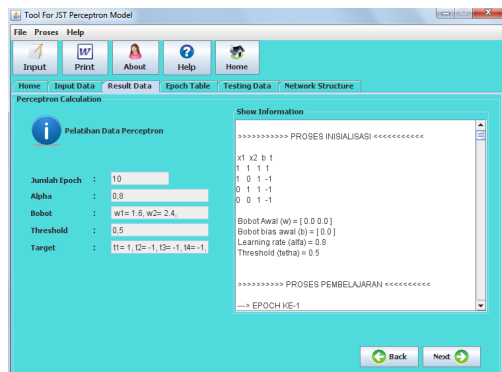 Tool For JST Perceptron Model
File Proses Help
Input Print About Help Home
Home Input Data Result Data Epoch Table Testing Data Network Structure
Perceptron Calculation
Pelatihan Data Perceptron
Jumlah Epoch : 10
Alpha : 0,8
Bobot : w1= 1.6, w2= 2.4,
Threshold : 0,5
Target : t1= 1, t2= -1, t3= -1, t4= -1,
Show Information
>>>>>>>>>>> PROSES INISIALISASI <<<<<<<<<<<
x1 x2 b t
1 1 1 1
1 0 1 -1
0 1 1 -1
0 0 1 -1
Bobot Awal (w) = [ 0.0 0.0 ]
Bobot bias awal (b) = [ 0.0 ]
Learning rate (alfa) = 0.8
Threshold (tetha) = 0.5
>>>>>>>>>> PROSES PEMBELAJARAN <<<<<<<<<<
---> EPOCH KE-1
Back Next